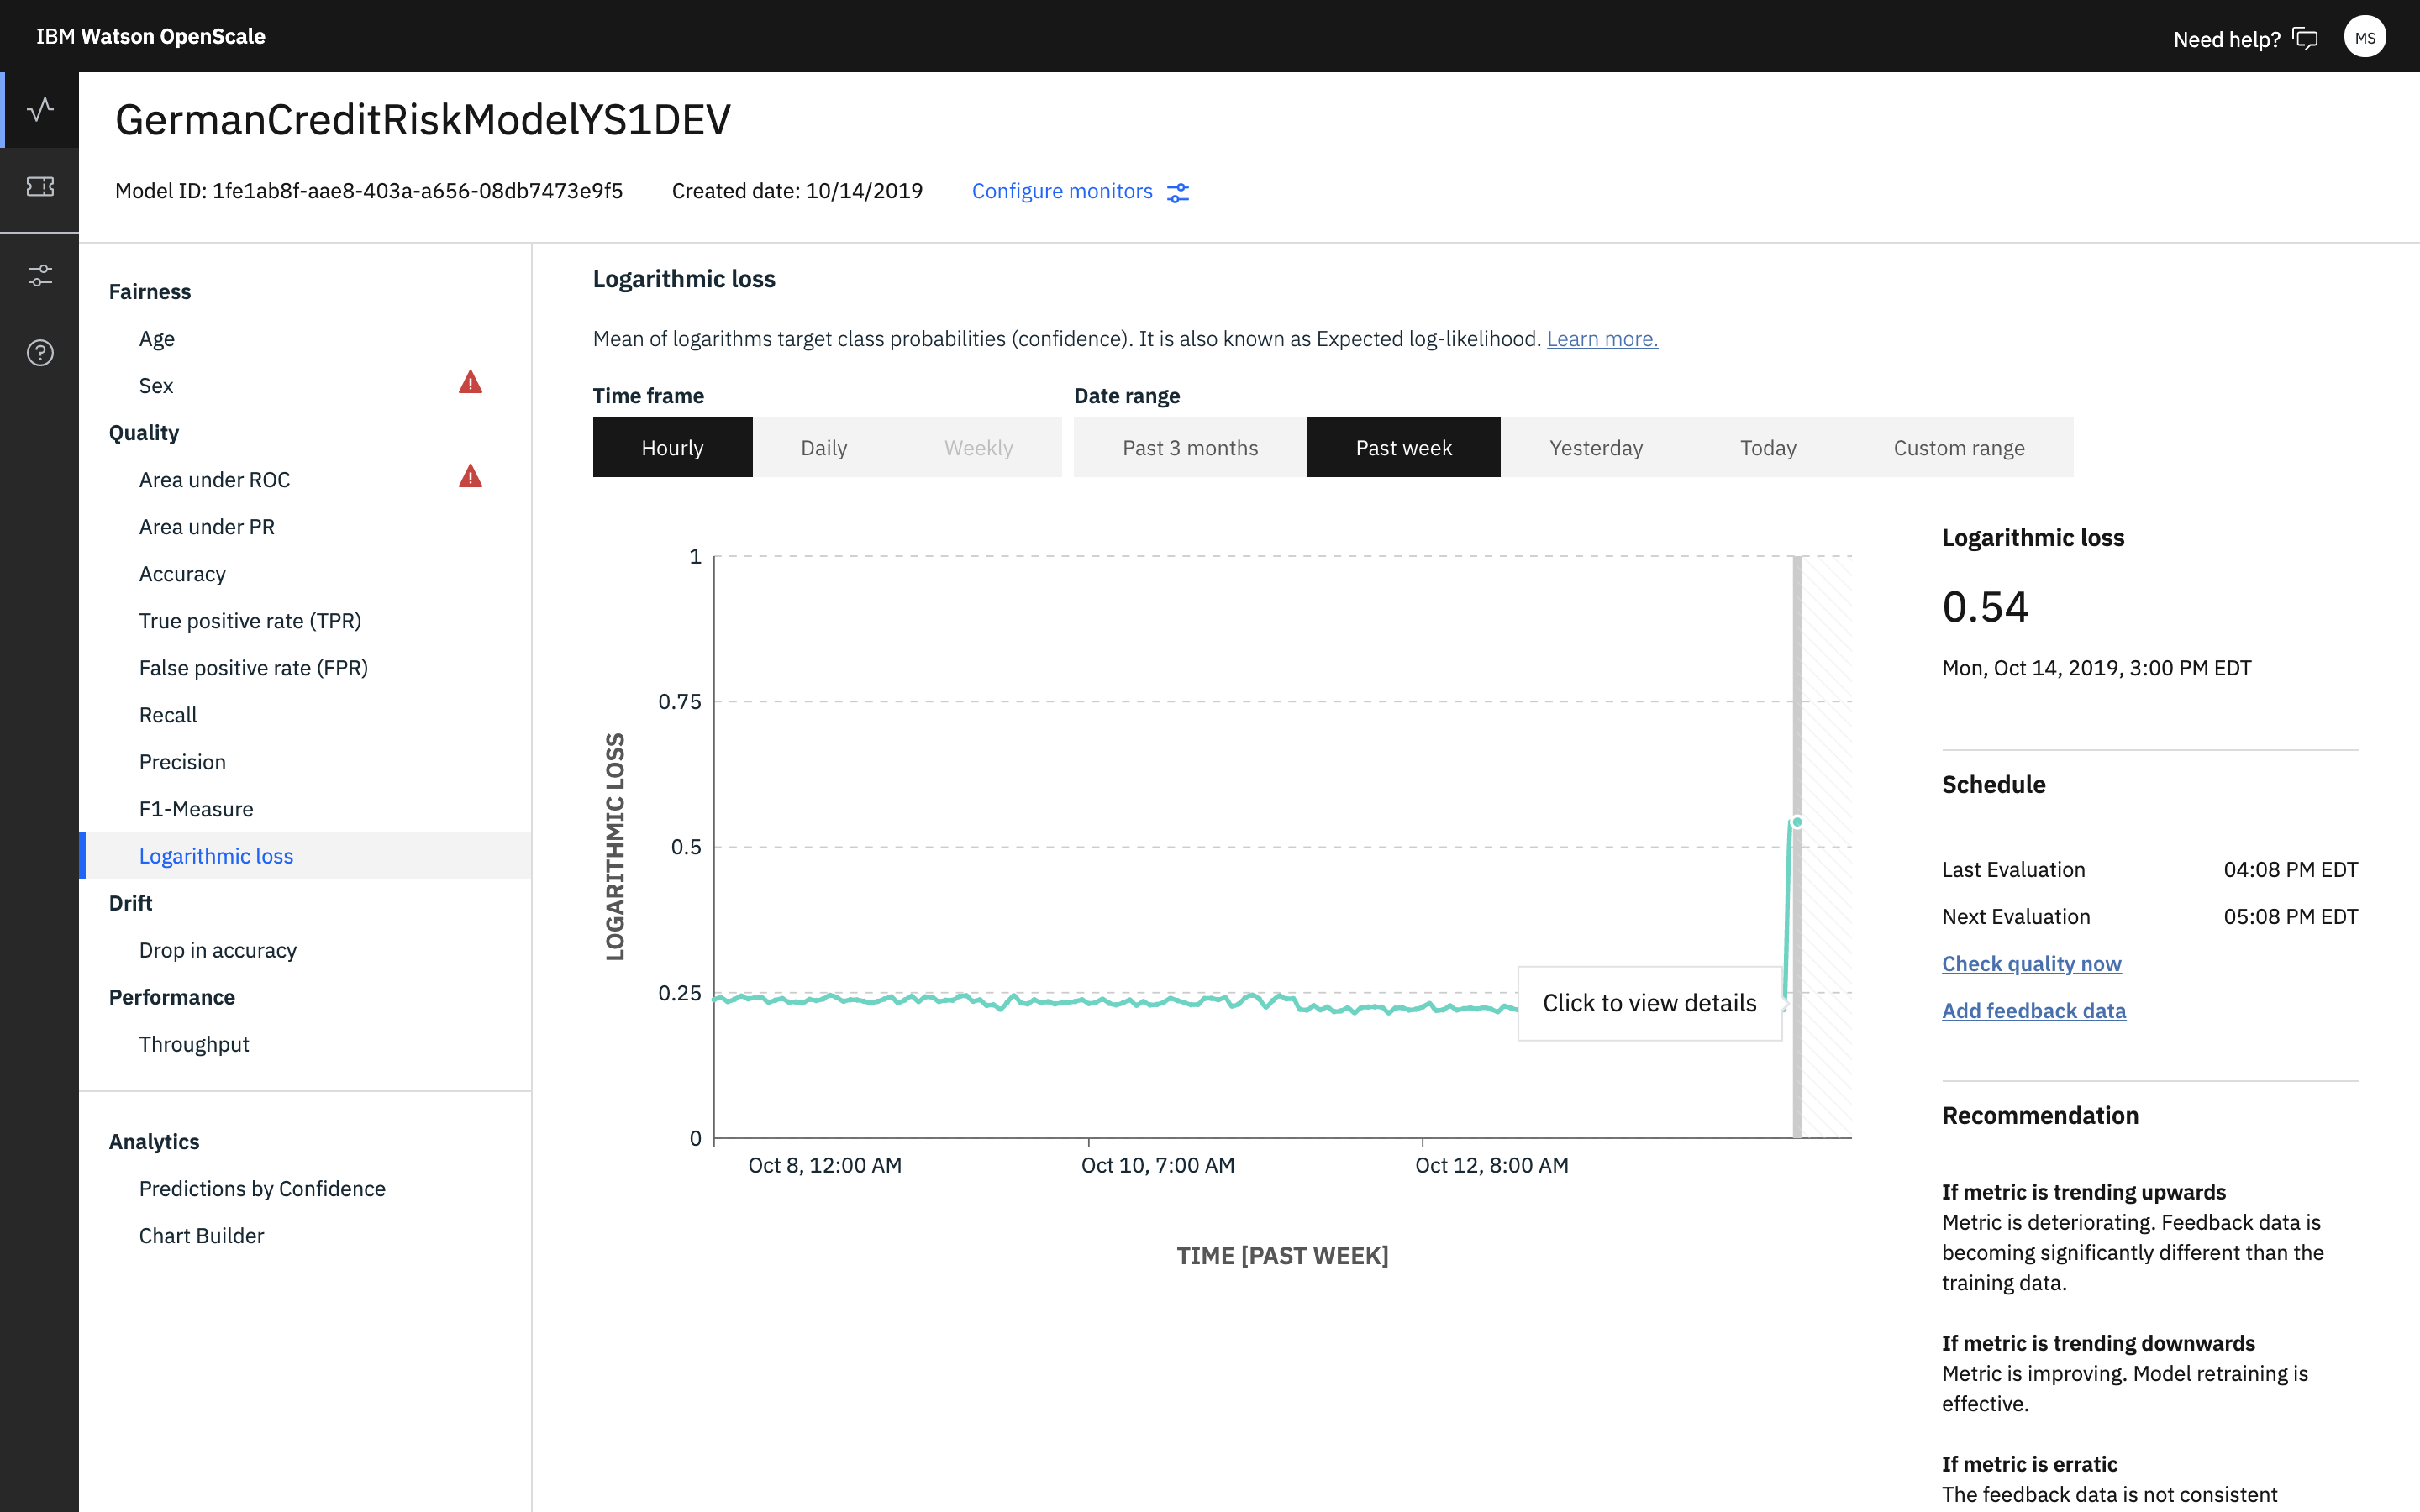 IBM Watson OpenScale
Need help?
MS
GermanCreditRiskModelYS1DEV
Model ID: 1fe1ab8f-aae8-403a-a656-08db7473e9f5
Created date: 10/14/2019
Configure monitors
Fairness
Age
Sex
Quality
Area under ROC
Area under PR
Accuracy
True positive rate (TPR)
False positive rate (FPR)
Recall
Precision
F1-Measure
Logarithmic loss
Drift
Drop in accuracy
Performance
Throughput
Analytics
Predictions by Confidence
Chart Builder
Logarithmic loss
Mean of logarithms target class probabilities (confidence). It is also known as Expected log-likelihood. Learn more.
Time frame
Hourly
Daily
Weekly
Date range
Past 3 months
Past week
Yesterday
Today
Custom range
LOGARITHMIC LOSS
1
0.75
0.5
0.25
0
Click to view details
Oct 8, 12:00 AM
Oct 10, 7:00 AM
Oct 12, 8:00 AM
TIME [PAST WEEK]
Logarithmic loss
0.54
Mon, Oct 14, 2019, 3:00 PM EDT
Schedule
Last Evaluation 04:08 PM EDT
Next Evaluation 05:08 PM EDT
Check quality now
Add feedback data
Recommendation
If metric is trending upwards
Metric is deteriorating. Feedback data is
becoming significantly different than the
training data.
If metric is trending downwards
Metric is improving. Model retraining is
effective.
If metric is erratic
The feedback data is not consistent